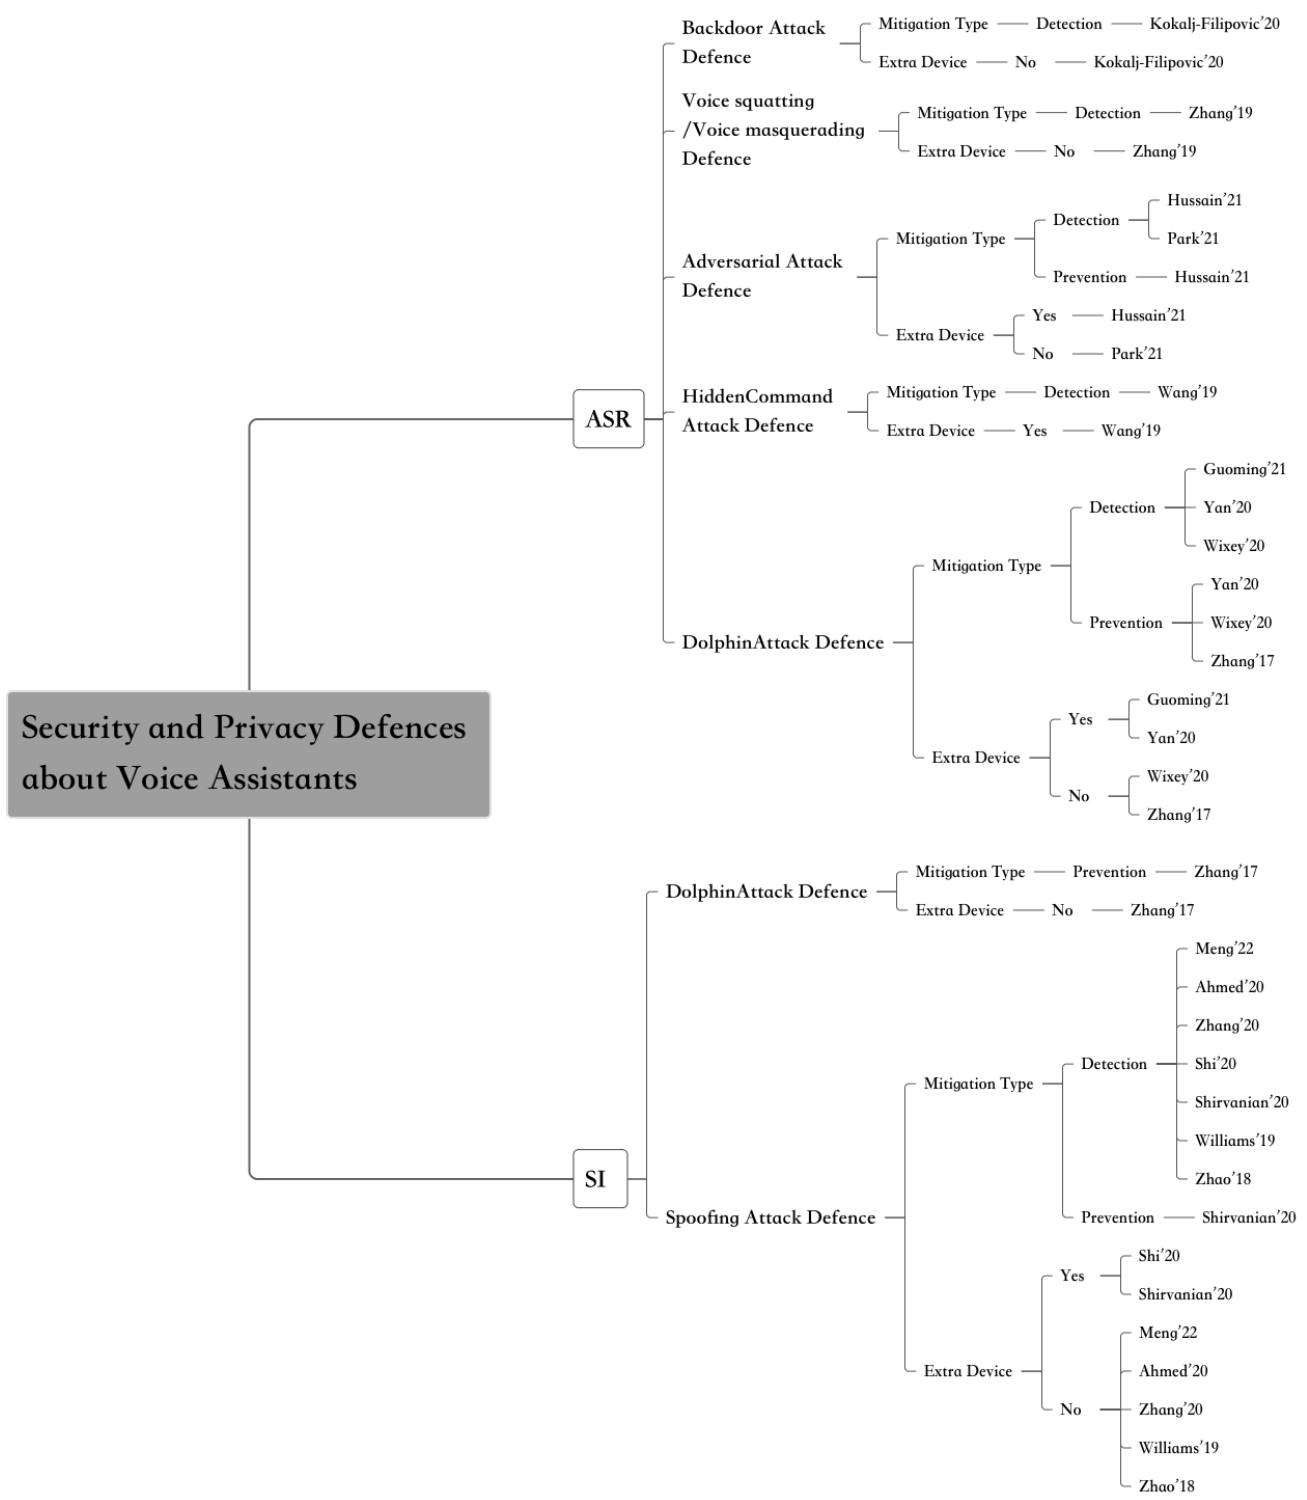 Security and Privacy Defences
about Voice Assistants
ASR
Backdoor Attack
Defence
Mitigation Type
Detection
Kokalj-Filipovic’20
Extra Device
No
Kokalj-Filipovic’20
Voice squatting
/Voice masquerading
Defence
Mitigation Type
Detection
Zhang’19
Extra Device
No
Zhang’19
Adversarial Attack
Defence
Mitigation Type
Detection
Hussain’21
Park’21
Prevention
Hussain’21
Extra Device
Yes
Hussain’21
No
Park’21
HiddenCommand
Attack Defence
Mitigation Type
Detection
Wang’19
Extra Device
Yes
Wang’19
DolphinAttack Defence
Mitigation Type
Detection
Guoming’21
Yan’20
Wixey’20
Prevention
Yan’20
Wixey’20
Zhang’17
Extra Device
Yes
Guoming’21
Yan’20
No
Wixey’20
Zhang’17
SI
DolphinAttack Defence
Mitigation Type
Prevention
Zhang’17
Extra Device
No
Zhang’17
Spoofing Attack Defence
Mitigation Type
Detection
Meng’22
Ahmed’20
Zhang’20
Shi’20
Shirvanian’20
Williams’19
Zhao’18
Prevention
Shirvanian’20
Extra Device
Yes
Shi’20
Shirvanian’20
No
Meng’22
Ahmed’20
Zhang’20
Williams’19
Zhao’18